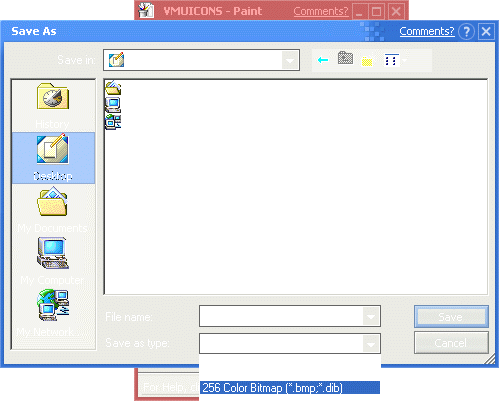 VMUICONS - Paint Comments?
Save As Comments?
Save in:
History
Desktop
My Documents
My Computer
My Network
File name:
Save
Save as type:
Cancel
256 Color Bitmap (*.bmp;*.dib)
For Help, c